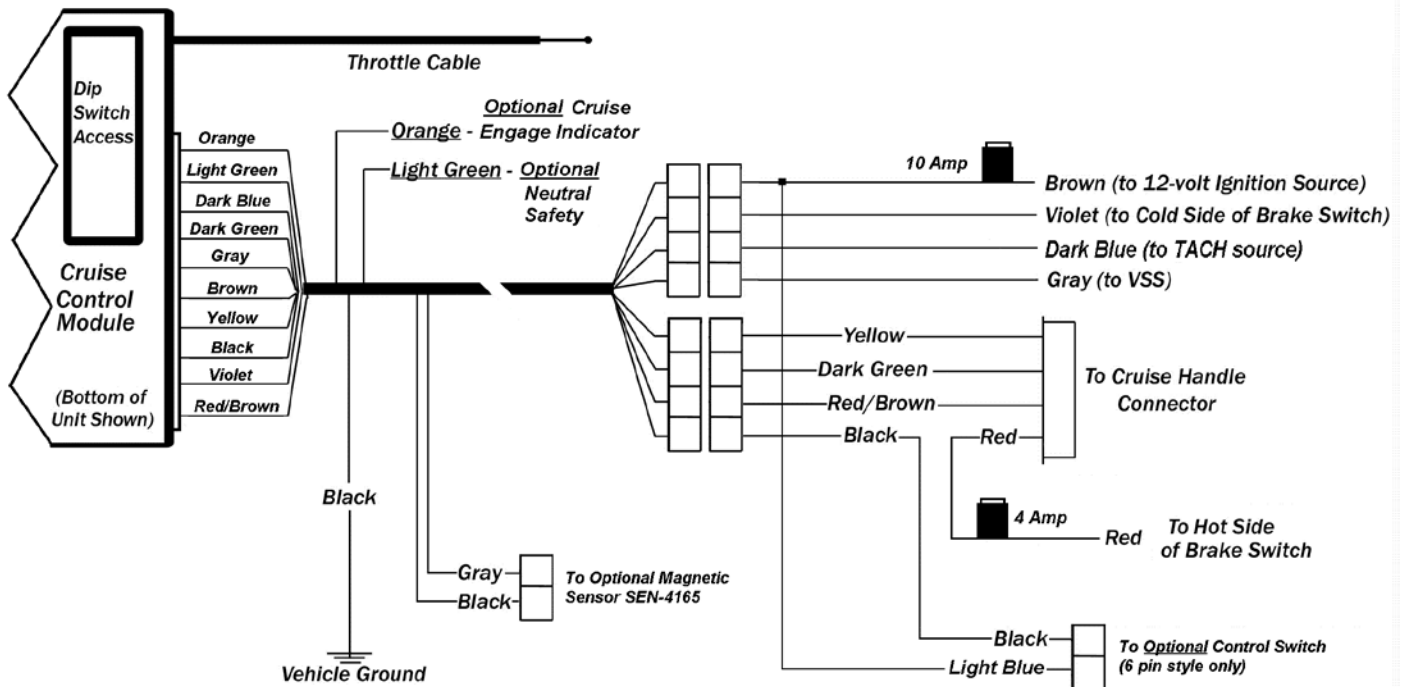 Dip
Switch
Access
Throttle Cable
Orange
Light Green
Dark Blue
Dark Green
Gray
Brown
Yellow
Black
Violet
Red/Brown
Cruise
Control
Module
(Bottom of
Unit Shown)
Optional Cruise
Orange - Engage Indicator
Light Green - Optional
Neutral
Safety
Black
Vehicle Ground
Gray
Black
To Optional Magnetic
Sensor SEN-4165
10 Amp
Brown (to 12-volt Ignition Source)
Violet (to Cold Side of Brake Switch)
Dark Blue (to TACH source)
Gray (to VSS)
Yellow
Dark Green
Red/Brown
Black
Red
To Cruise Handle
Connector
4 Amp
Red
To Hot Side
of Brake Switch
Black
Light Blue
To Optional Control Switch
(6 pin style only)